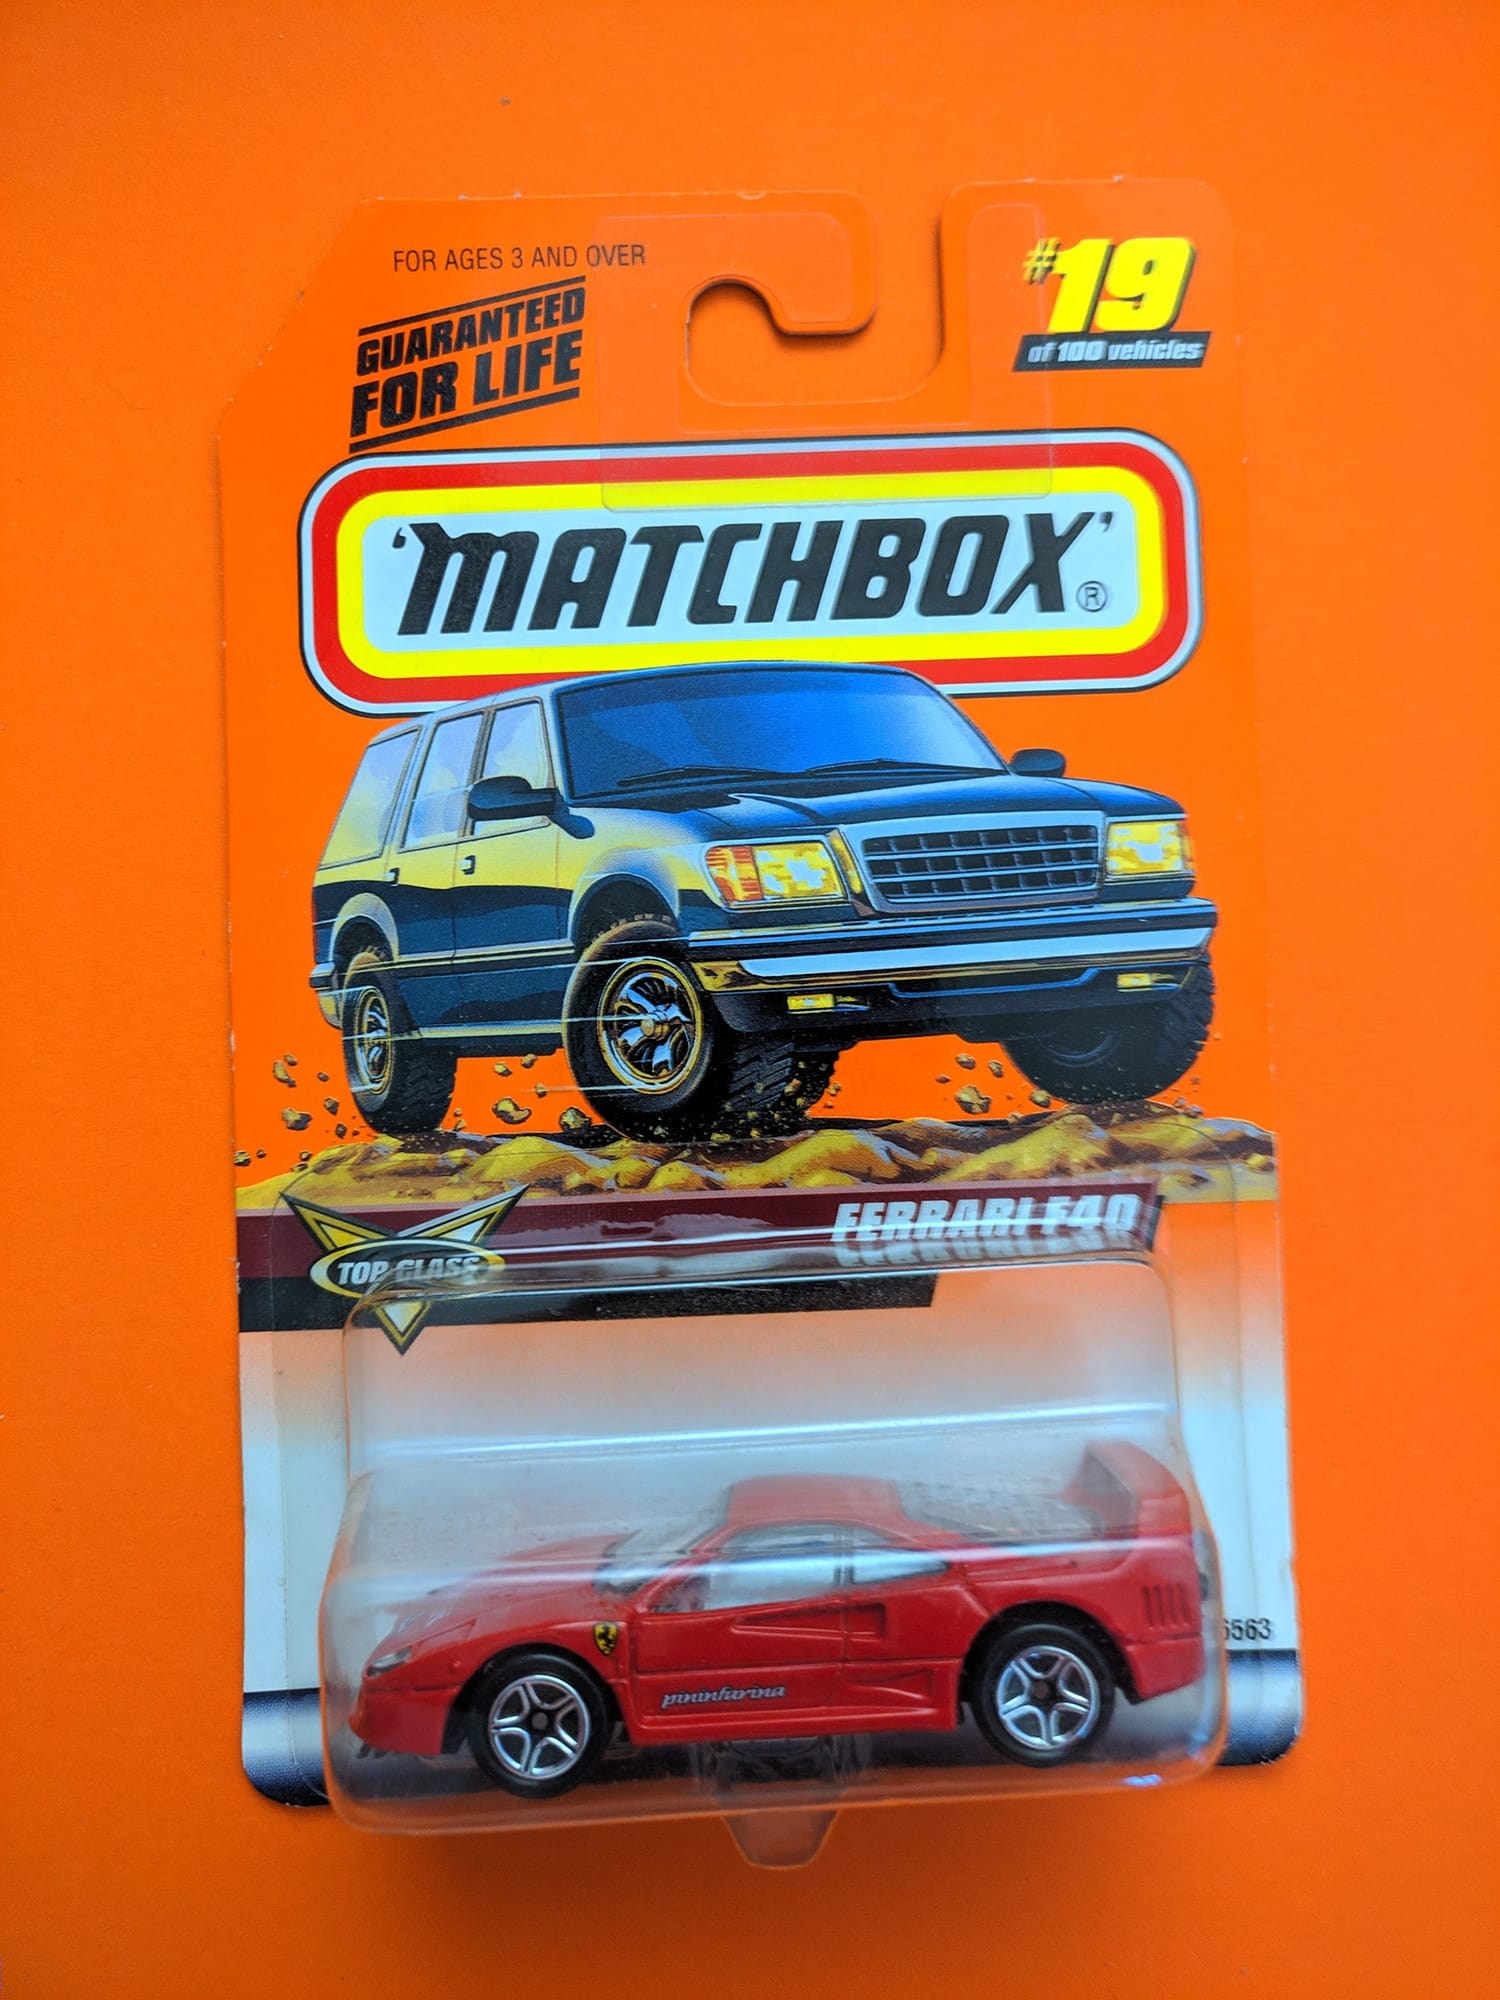 FOR AGES 3 AND OVER
GUARANTEED
FOR LIFE
#19
of 100 vehicles
'MATCHBOX'®
FERRARI F40
TOP CLASS
pininfarina